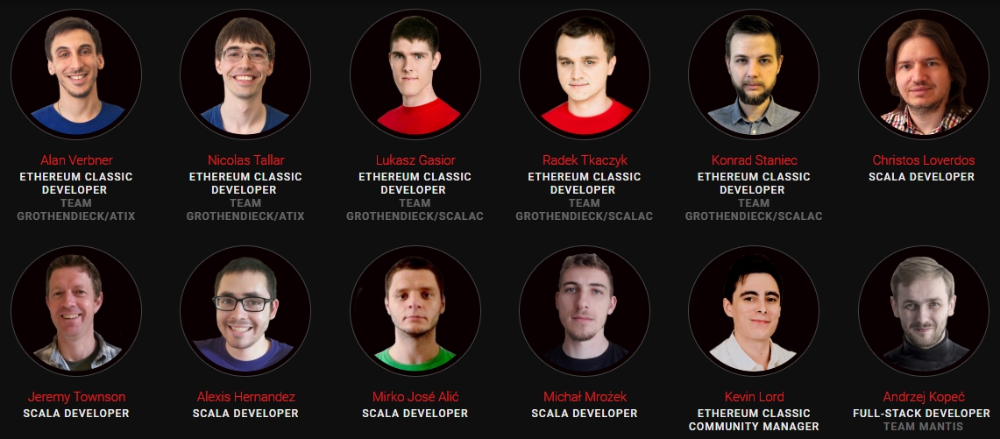 Alan Verbner
ETHEREUM CLASSIC
DEVELOPER
TEAM
GROTHENDIECK/ATIX
Nicolas Tallar
ETHEREUM CLASSIC
DEVELOPER
TEAM
GROTHENDIECK/ATIX
Lukasz Gasior
ETHEREUM CLASSIC
DEVELOPER
TEAM
GROTHENDIECK/SCALAC
Radek Tkaczyk
ETHEREUM CLASSIC
DEVELOPER
TEAM
GROTHENDIECK/SCALAC
Konrad Staniec
ETHEREUM CLASSIC
DEVELOPER
TEAM
GROTHENDIECK/SCALAC
Christos Loverdos
SCALA DEVELOPER
Jeremy Townson
SCALA DEVELOPER
Alexis Hernandez
SCALA DEVELOPER
Mirko José Alić
SCALA DEVELOPER
Michał Mrożek
SCALA DEVELOPER
Kevin Lord
ETHEREUM CLASSIC
COMMUNITY MANAGER
Andrzej Kopeć
FULL-STACK DEVELOPER
TEAM MANTIS